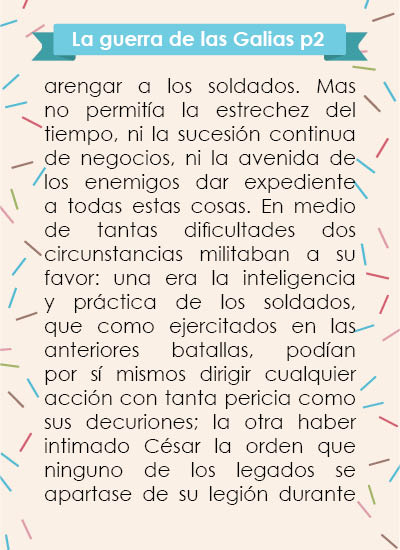 La guerra de las Galias p2
arengar a los soldados. Mas
no permitía la estrechez del
tiempo, ni la sucesión continua
de negocios, ni la avenida de
los enemigos dar expediente
a todas estas cosas. En medio
de tantas dificultades dos
circunstancias militaban a su
favor: una era la inteligencia
y práctica de los soldados,
que como ejercitados en las
anteriores batallas, podían
por sí mismos dirigir cualquier
acción con tanta pericia como
sus decuriones; la otra haber
intimado César la orden que
ninguno de los legados se
apartase de su legión durante